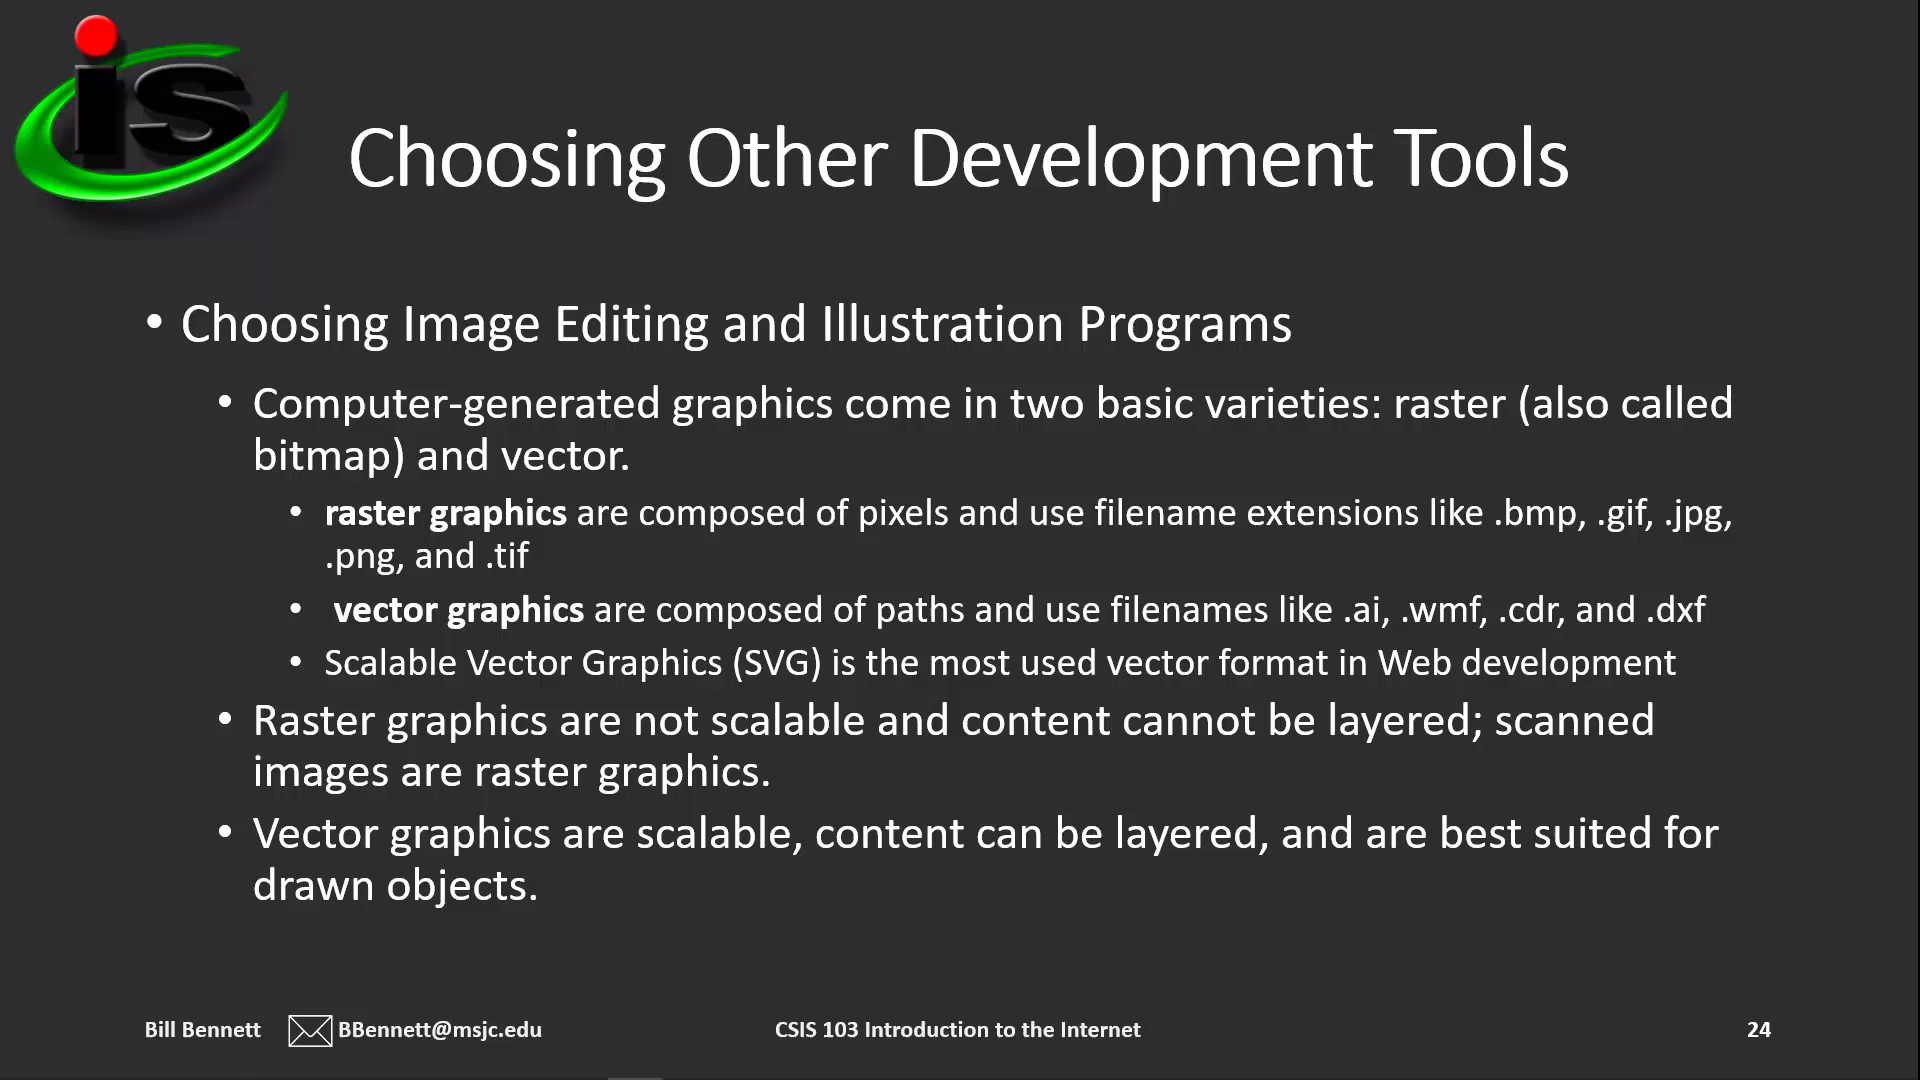 is
Choosing Other Development Tools
• Choosing Image Editing and Illustration Programs
• Computer-generated graphics come in two basic varieties: raster (also called
bitmap) and vector.
• raster graphics are composed of pixels and use filename extensions like .bmp, .gif, .jpg,
.png, and .tif
• vector graphics are composed of paths and use filenames like .ai, .wmf, .cdr, and .dxf
• Scalable Vector Graphics (SVG) is the most used vector format in Web development
• Raster graphics are not scalable and content cannot be layered; scanned
images are raster graphics.
• Vector graphics are scalable, content can be layered, and are best suited for
drawn objects.
Bill Bennett BBennett@msjc.edu CSIS 103 Introduction to the Internet 24